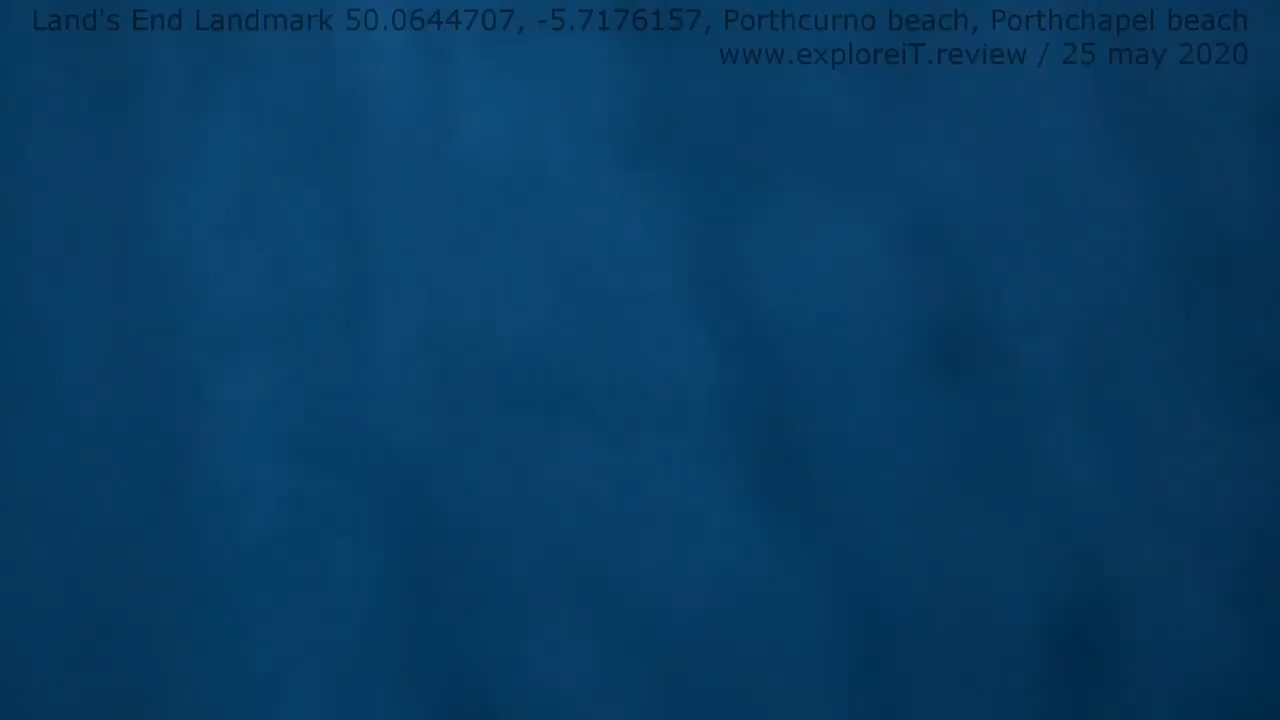 Land's End Landmark 50.0644707, -5.7176157, Porthcurno beach, Porthchapel beach
www.exploreiT.review / 25 may 2020